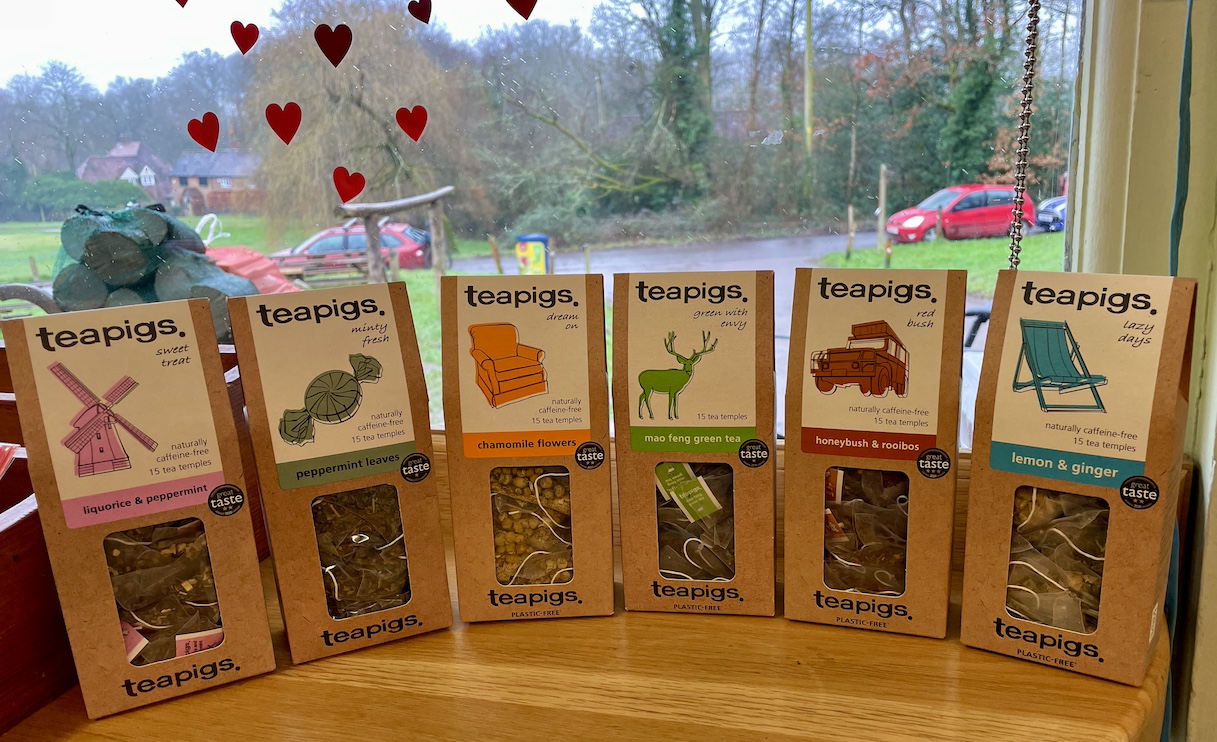 teapigs.
sweet
treat
naturally
caffeine-free
15 tea temples
liquorice & peppermint
great
taste
teapigs.
teapigs.
minty
fresh
naturally
caffeine-free
15 tea temples
peppermint leaves
great
taste
teapigs.
teapigs.
dream
on
naturally
caffeine-free
15 tea temples
chamomile flowers
great
taste
teapigs.
PLASTIC-FREE
teapigs.
green with
envy
15 tea temples
mao feng green tea
great
taste
teapigs.
teapigs.
PLASTIC-FREE
teapigs.
red
bush
naturally caffeine-free
15 tea temples
honeybush & rooibos
great
taste
teapigs.
PLASTIC-FREE
teapigs.
lazy
days
naturally caffeine-free
15 tea temples
lemon & ginger
great
taste
teapigs.
PLASTIC-FREE